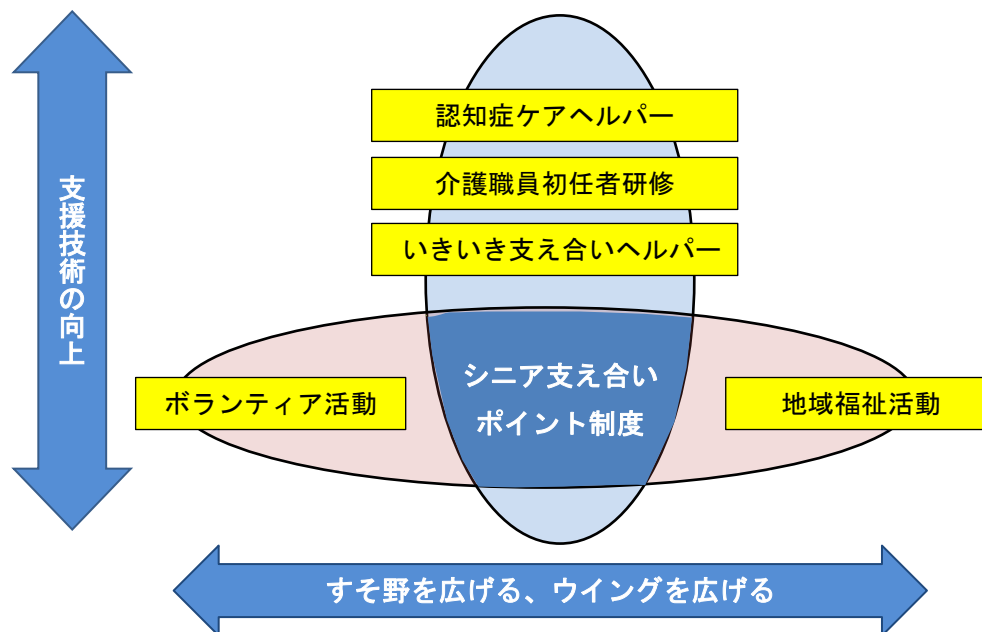 認知症ケアヘルパー
介護職員初任者研修
いきいき支え合いヘルパー
支援技術の向上
シニア支え合い
ポイント制度
ボランティア活動
地域福祉活動
すそ野を広げる、ウイングを広げる